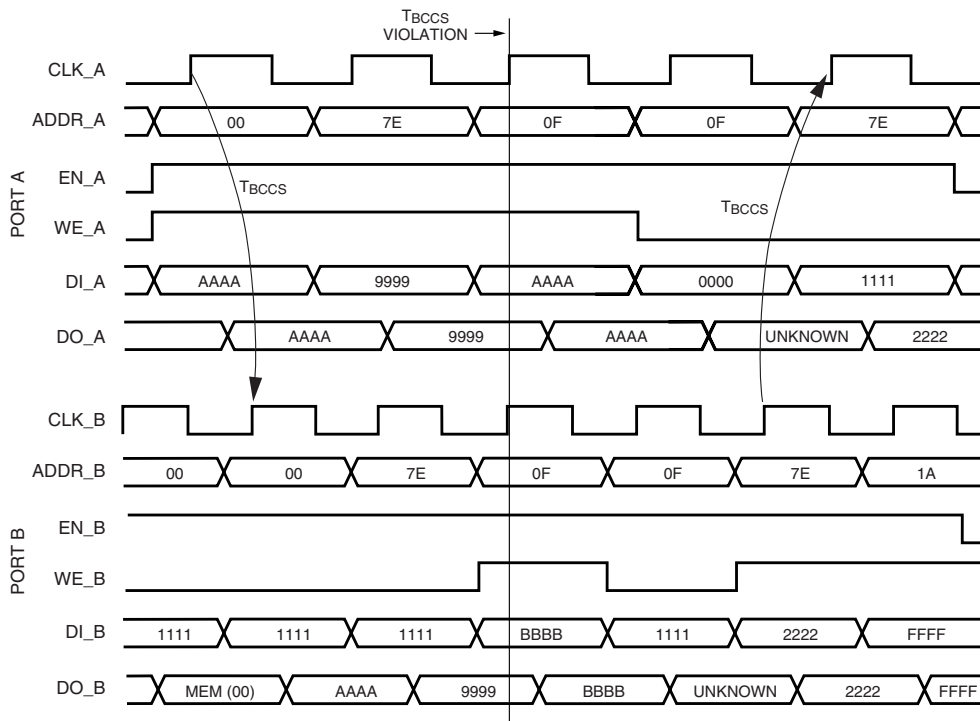 TBCCS
VIOLATION
CLK_A
ADDR_A 00 7E 0F 0F 7E
PORT A
EN_A
TBCCS
TBCCS
WE_A
DI_A AAAA 9999 AAAA 0000 1111
DO_A AAAA 9999 AAAA UNKNOWN 2222
CLK_B
ADDR_B 00 00 7E 0F 0F 7E 1A
PORT B
EN_B
WE_B
DI_B 1111 1111 1111 BBBB 1111 2222 FFFF
DO_B MEM (00) AAAA 9999 BBBB UNKNOWN 2222 FFFF